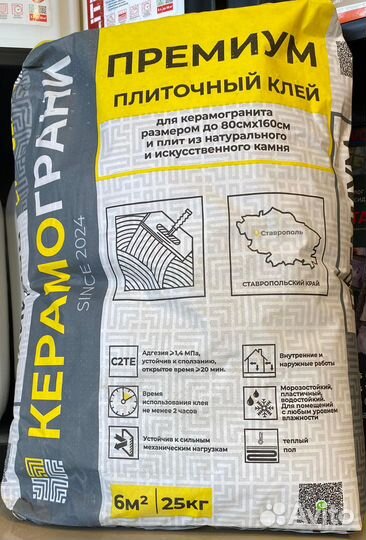 КЕРАМОГРАНИ
SINCE 2024
ПРЕМИУМ
ПЛИТОЧНЫЙ КЛЕЙ
для керамогранита
размером до 80смх160см
и плит из натурального
и искусственного камня
Ставрополь
СТАВРОПОЛЬСКИЙ КРАЙ
C2TE
Адгезия ≥1,4 МПа,
устойчив к сползанию,
открытое время ≥20 мин.
Внутренние и
наружные работы
Время
использования клея
не менее 2 часов
Морозостойкий,
пластичный,
водостойкий.
Для помещений
с любым уровнем
влажности
Устойчив к сильным
механическим нагрузкам
теплый
пол
6м² 25кг
Avito